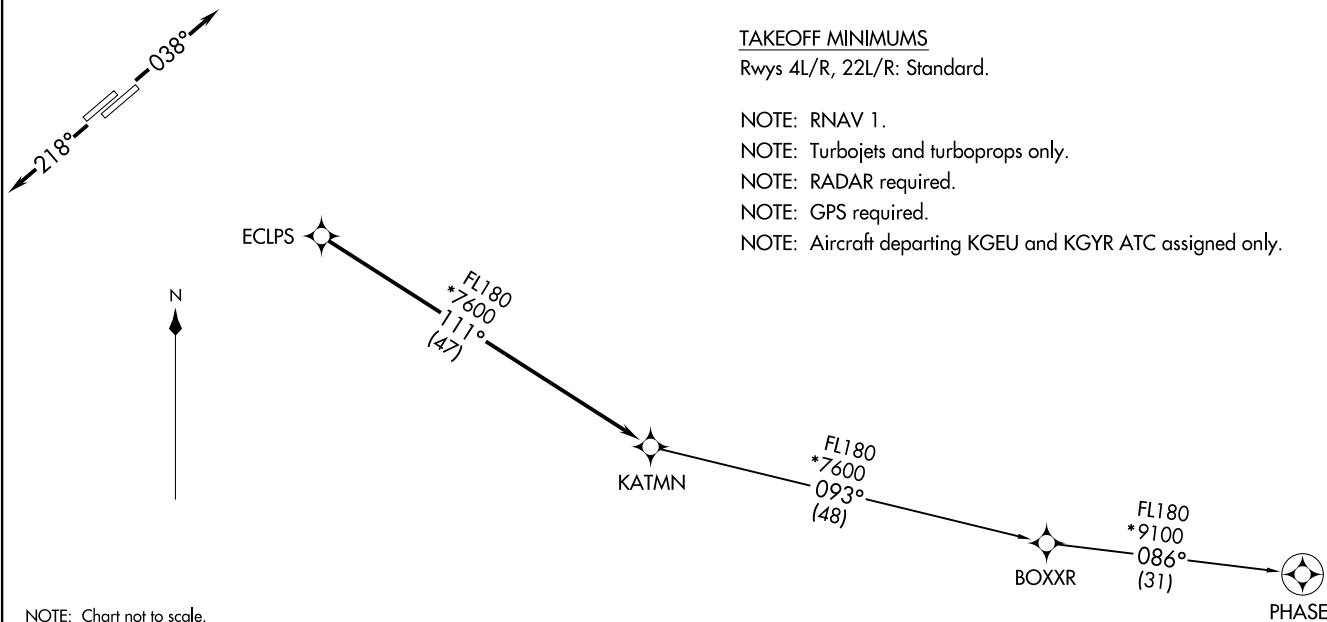 038°
218°
TAKEOFF MINIMUMS
Rwys 4L/R, 22L/R: Standard.
NOTE: RNAV 1.
NOTE: Turbojets and turboprops only.
NOTE: RADAR required.
NOTE: GPS required.
NOTE: Aircraft departing KGEU and KGYR ATC assigned only.
ECLPS
FL180
*7600
111°
(47)
N
KATMN
FL180
*7600
093°
(48)
BOXXR
FL180
*9100
086°
(31)
PHASE
NOTE: Chart not to scale.